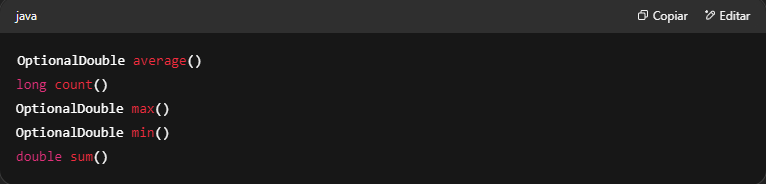 java
Copiar
Editar
OptionalDouble average()
long count()
OptionalDouble max()
OptionalDouble min()
double sum()